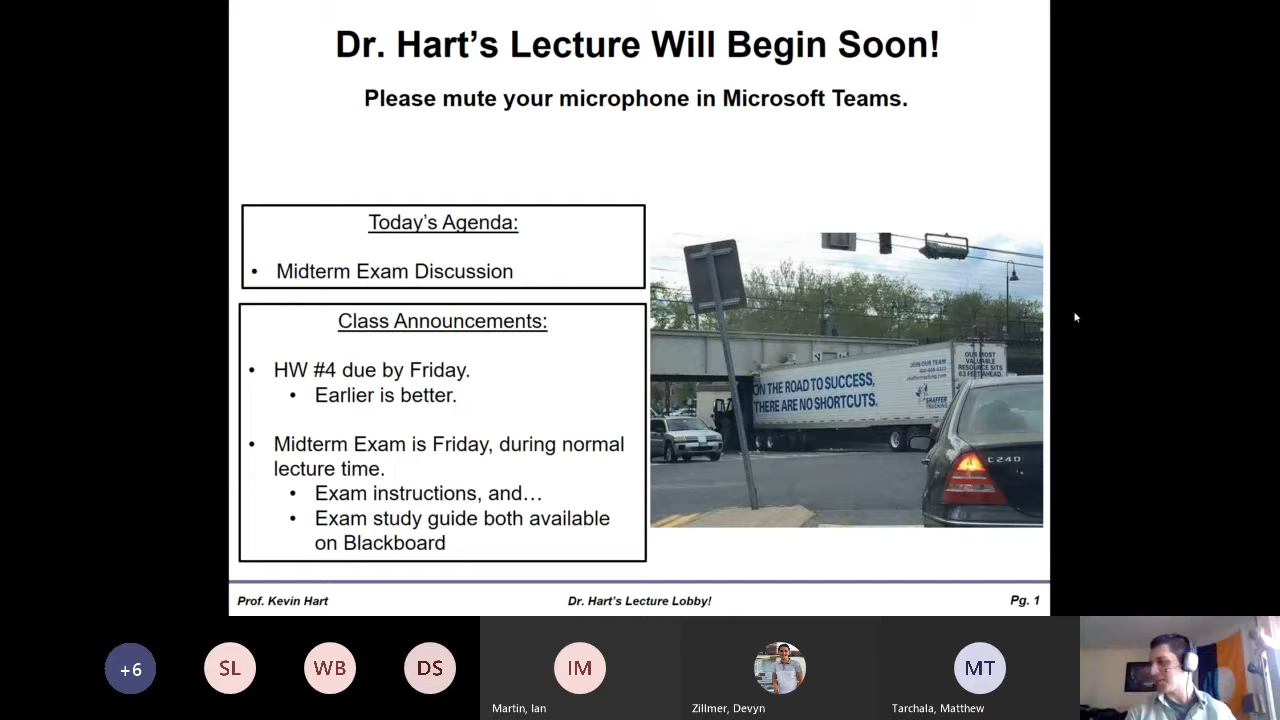 Dr. Hart’s Lecture Will Begin Soon!
Please mute your microphone in Microsoft Teams.
Today’s Agenda:
• Midterm Exam Discussion
Class Announcements:
• HW #4 due by Friday.
• Earlier is better.
• Midterm Exam is Friday, during normal
lecture time.
• Exam instructions, and…
• Exam study guide both available
on Blackboard
ON THE ROAD TO SUCCESS,
THERE ARE NO SHORTCUTS.
JOIN OUR TEAM
SHAFFER
TRUCKING
OUR MOST
VALUABLE
RESOURCE SITS
63 FEET AHEAD.
C240
Prof. Kevin Hart
Dr. Hart’s Lecture Lobby!
Pg. 1
+6
SL
WB
DS
IM
MT
Martin, Ian
Zillmer, Devyn
Tarchala, Matthew